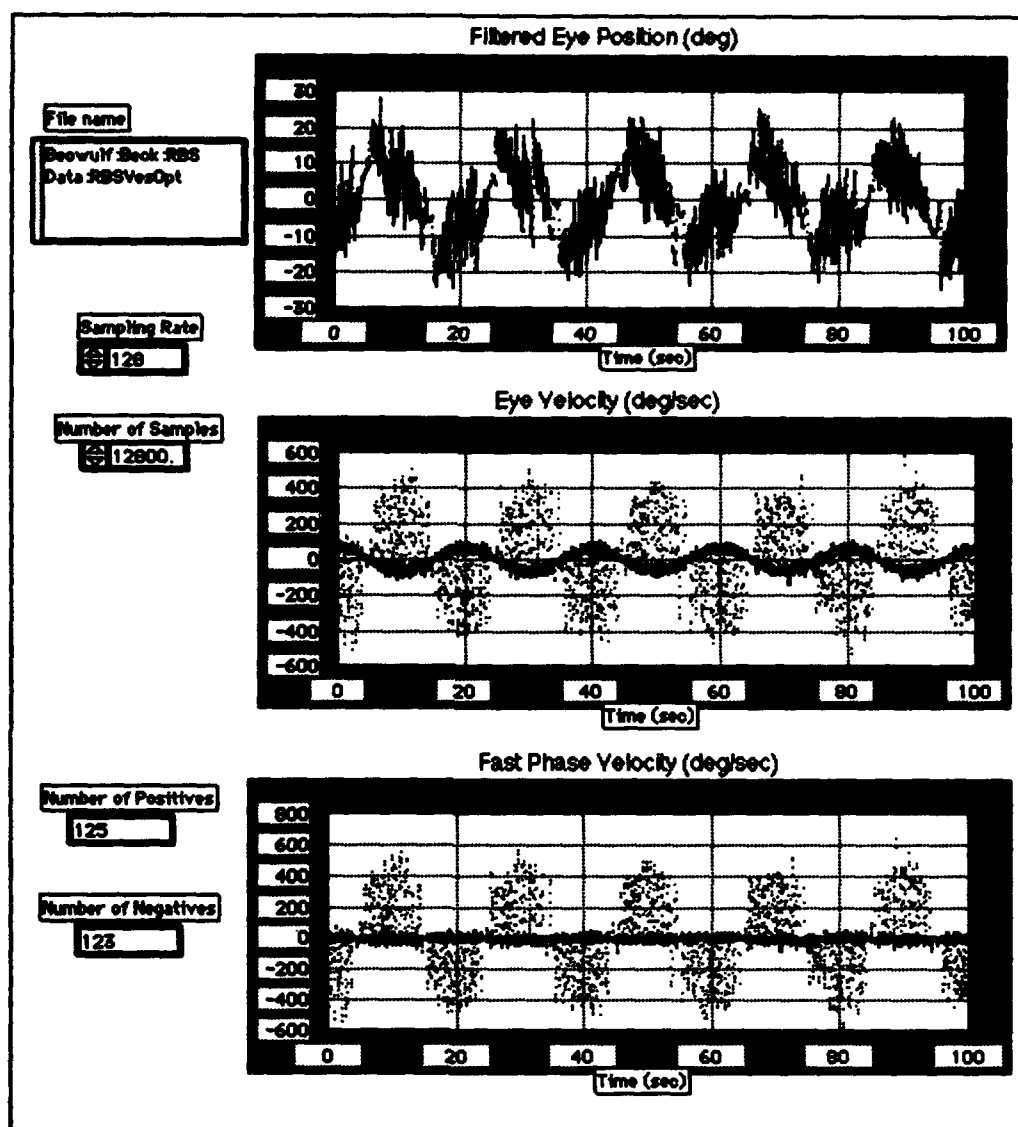 Filtered Eye Position (deg)
File name
Beowulf:Beck:RBS
Data:RBSVesOpt
30
20
10
0
-10
-20
-30
0 20 40 60 80 100
Time (sec)
Sampling Rate
128
Number of Samples
12800.
Eye Velocity (deg/sec)
600
400
200
0
-200
-400
-600
0 20 40 60 80 100
Time (sec)
Fast Phase Velocity (deg/sec)
Number of Positives
125
Number of Negatives
123
800
600
400
200
0
-200
-400
-600
0 20 40 60 80 100
Time (sec)